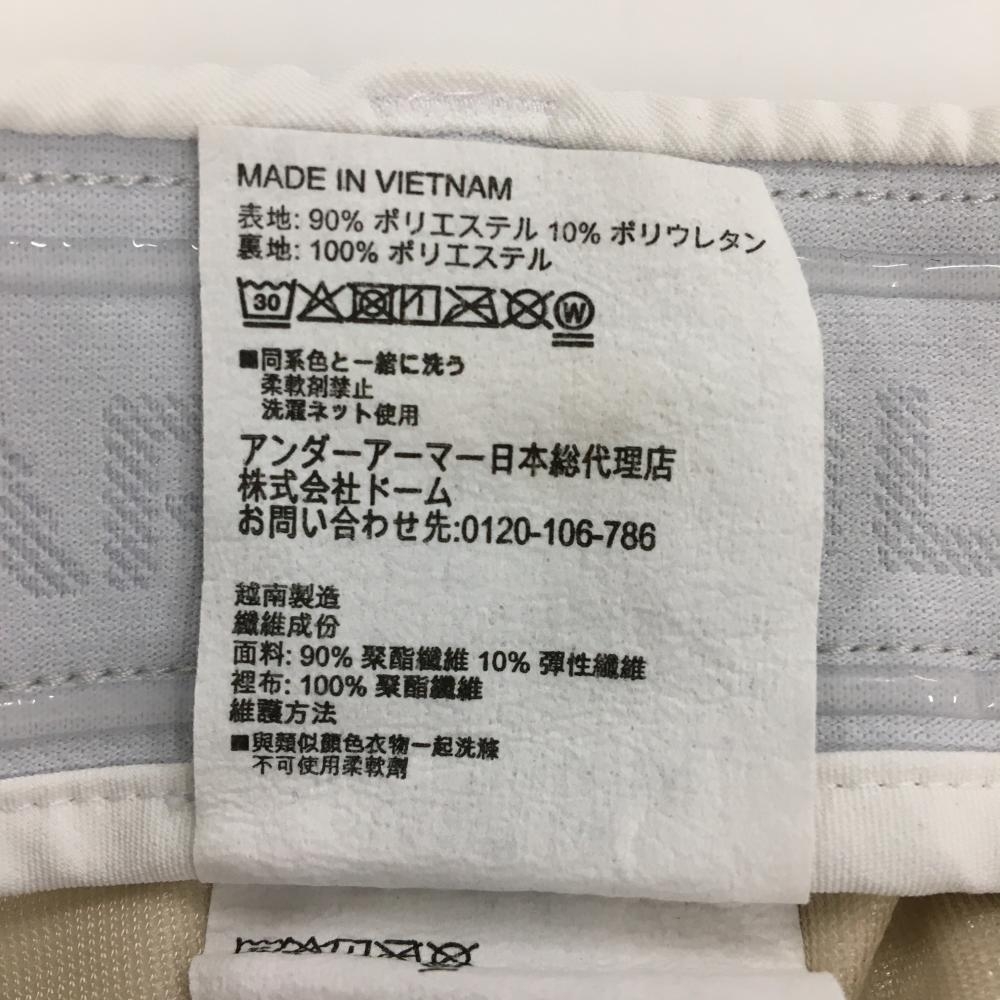 MADE IN VIETNAM
表地: 90% ポリエステル 10% ポリウレタン
裏地: 100% ポリエステル
30 W
■同系色と一緒に洗う
柔軟剤禁止
洗濯ネット使用
アンダーアーマー日本総代理店
株式会社ドーム
お問い合わせ先:0120-106-786
越南製造
纖維成份
面料: 90% 聚酯纖維 10% 彈性纖維
裡布: 100% 聚酯纖維
維護方法
■與類似顏色衣物一起洗滌
不可使用柔軟劑